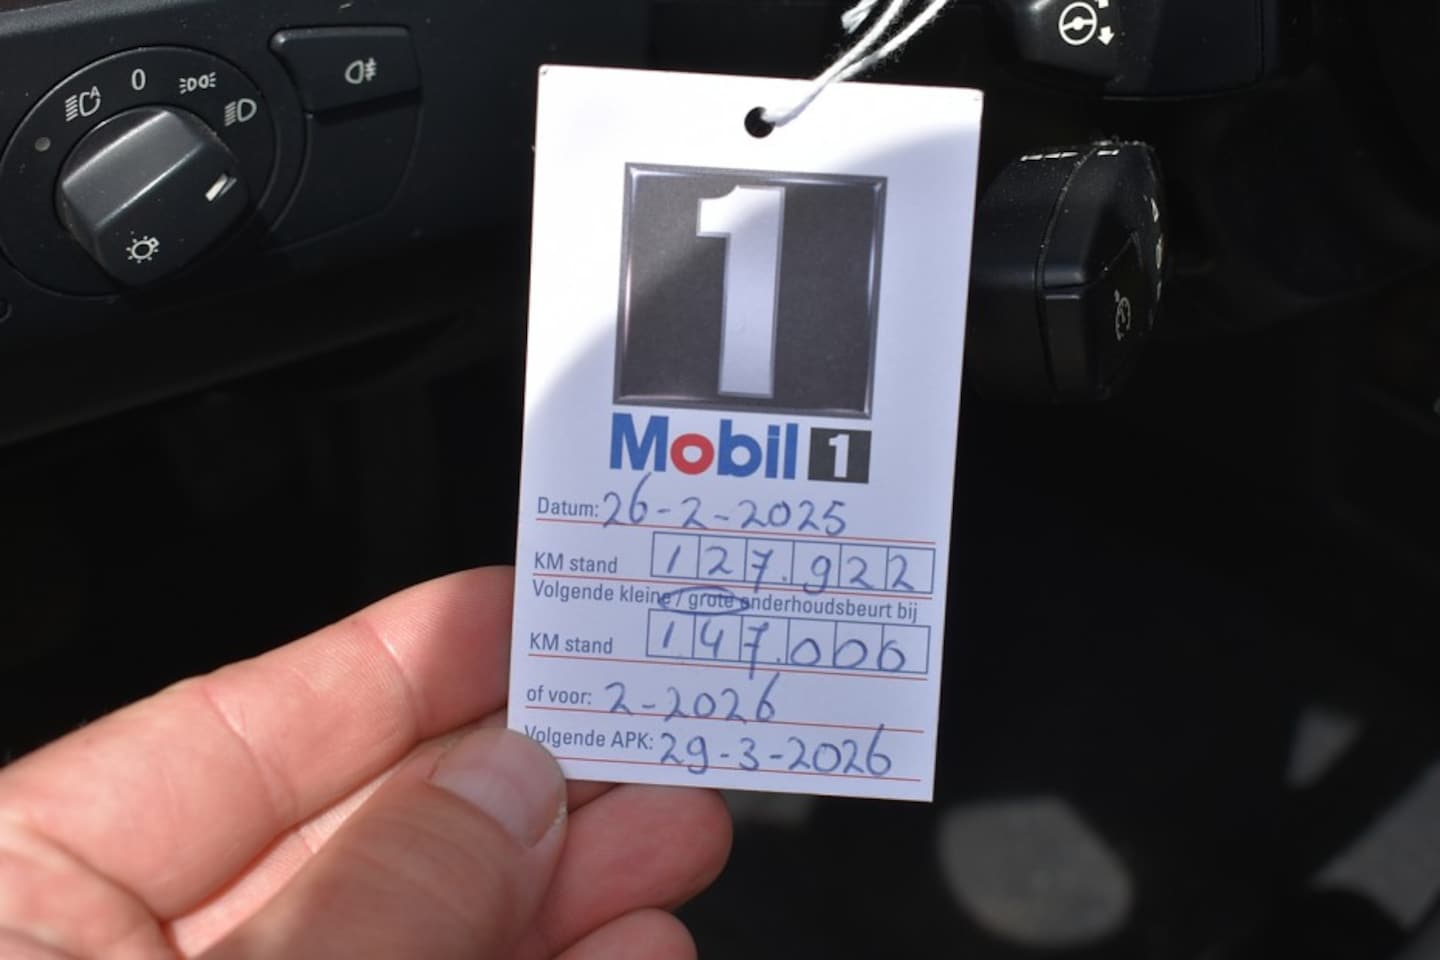 0
1
Mobil 1
Datum: 26-2-2025
KM stand 127.922
Volgende kleine / grote onderhoudsbeurt bij
KM stand 147.000
of voor: 2-2026
Volgende APK: 29-3-2026